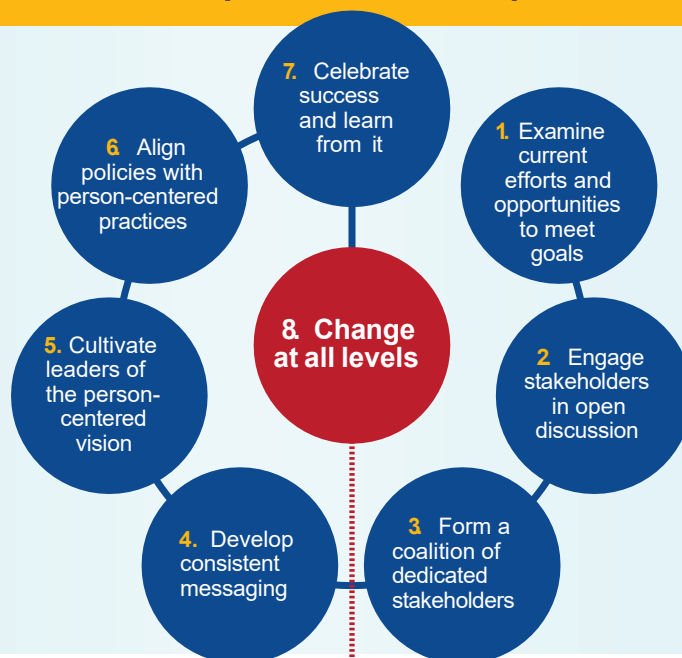 1. Examine
current
efforts and
opportunities
to meet
goals
2. Engage
stakeholders
in open
discussion
3. Form a
coalition of
dedicated
stakeholders
4. Develop
consistent
messaging
5. Cultivate
leaders of
the person-
centered
vision
6. Align
policies with
person-centered
practices
7. Celebrate
success
and learn
from it
8. Change
at all levels